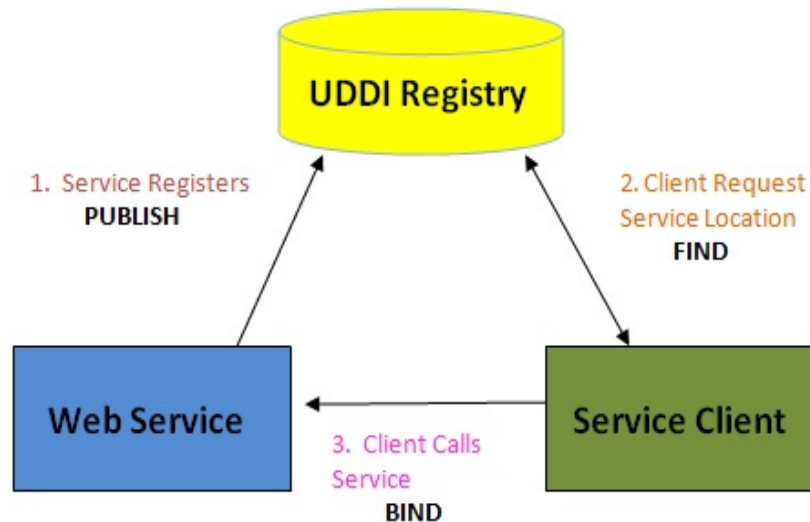 UDDI Registry
1. Service Registers
PUBLISH
2. Client Request
Service Location
FIND
Web Service
Service Client
3. Client Calls
Service
BIND